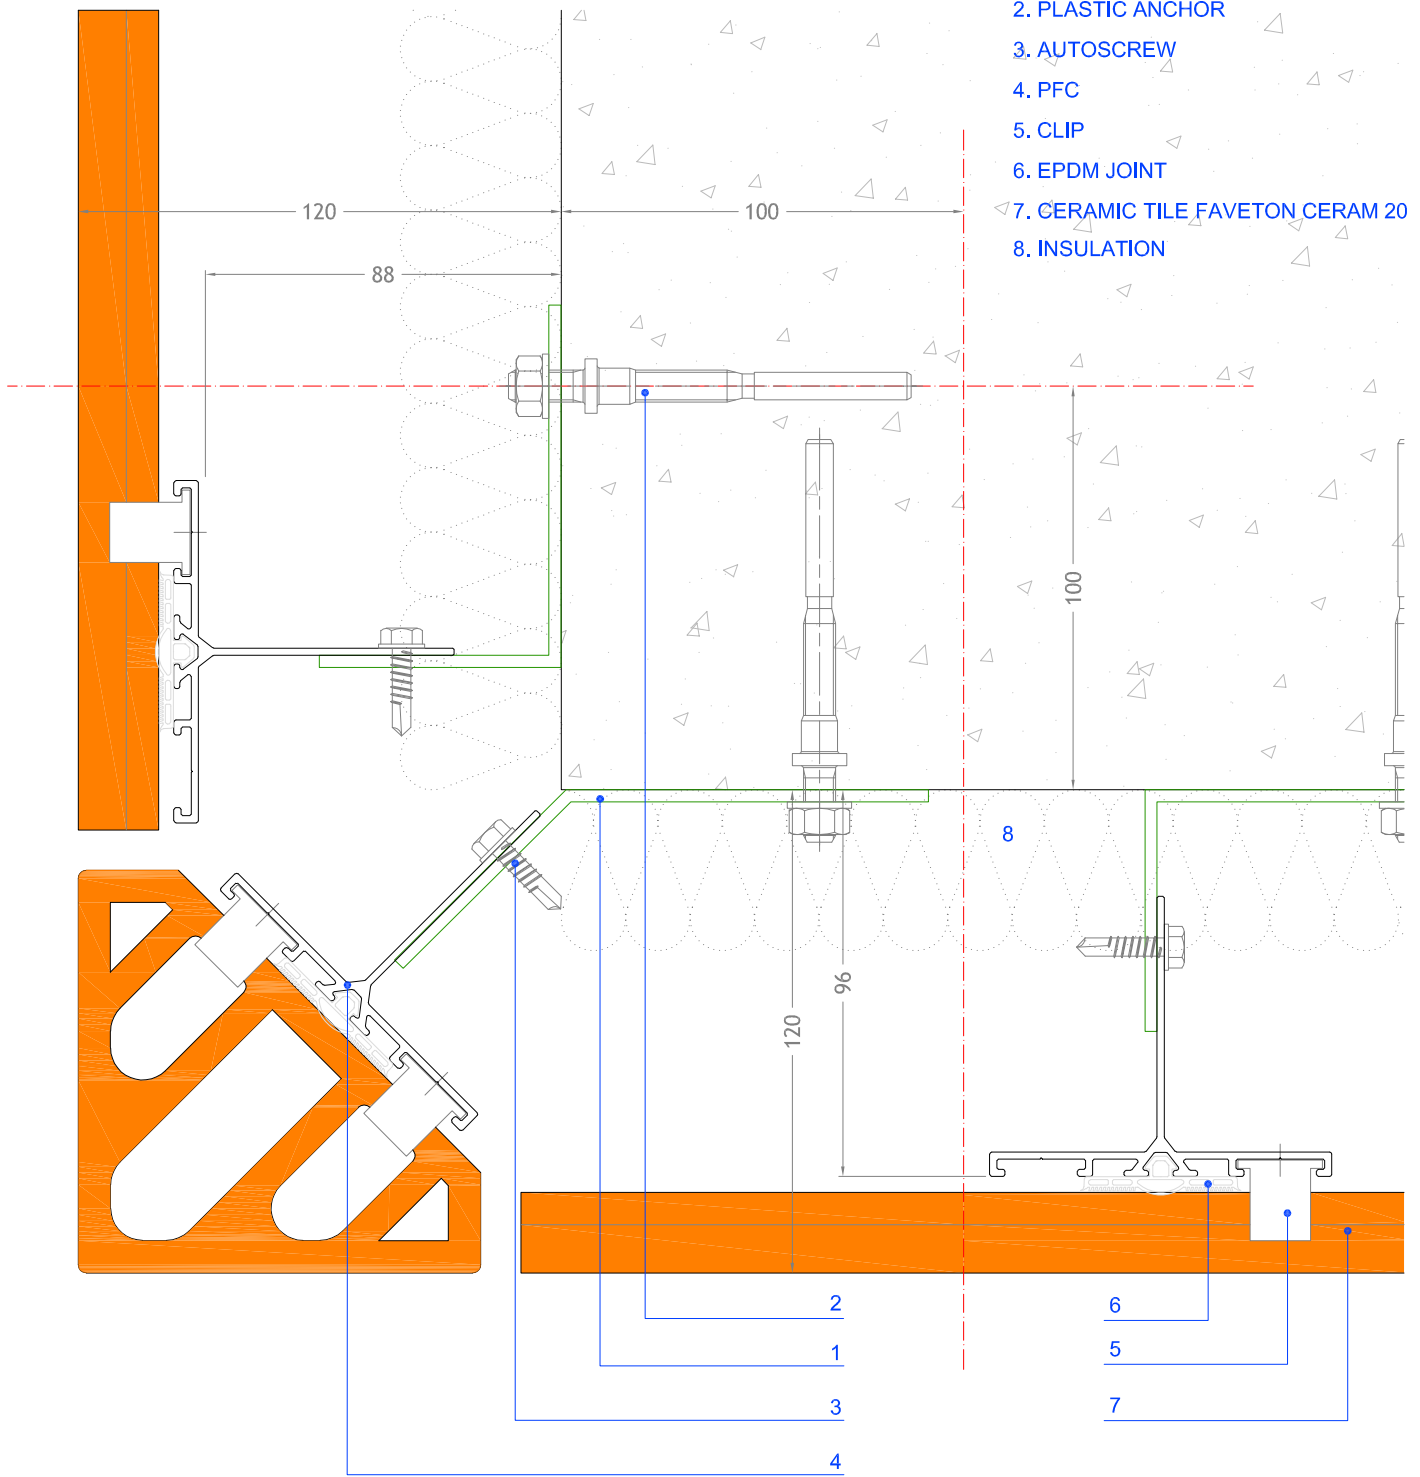 2. PLASTIC ANCHOR
3. AUTOSCREW
4. PFC
5. CLIP
6. EPDM JOINT
7. CERAMIC TILE FAVETON CERAM 20
8. INSULATION
120
100
88
100
8
96
120
2
1
3
4
6
5
7